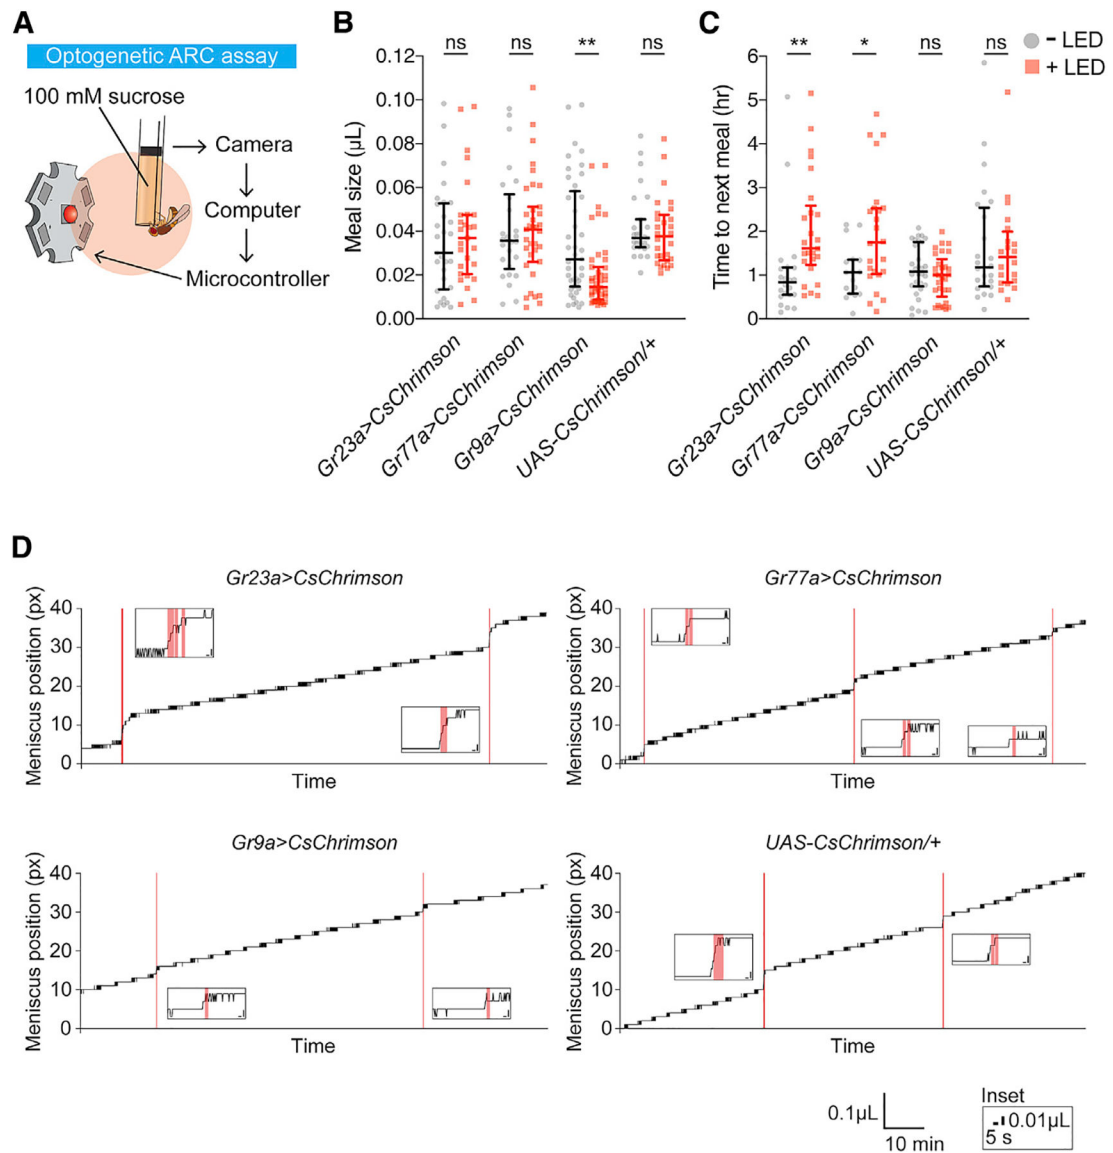 A
Optogenetic ARC assay
100 mM sucrose
Camera
Computer
Microcontroller
B
ns
ns
**
ns
Meal size (µL)
0.12
0.10
0.08
0.06
0.04
0.02
0.00
Gr23a>CsChrimson
Gr77a>CsChrimson
Gr9a>CsChrimson
UAS-CsChrimson/+
C
**
*
ns
ns
- LED
+ LED
Time to next meal (hr)
6
5
4
3
2
1
0
Gr23a>CsChrimson
Gr77a>CsChrimson
Gr9a>CsChrimson
UAS-CsChrimson/+
D
Gr23a>CsChrimson
Meniscus position (px)
40
30
20
10
0
Time
Gr77a>CsChrimson
Meniscus position (px)
40
30
20
10
0
Time
Gr9a>CsChrimson
Meniscus position (px)
40
30
20
10
0
Time
UAS-CsChrimson/+
Meniscus position (px)
40
30
20
10
0
Time
0.1µL
10 min
Inset
0.01µL
5 s